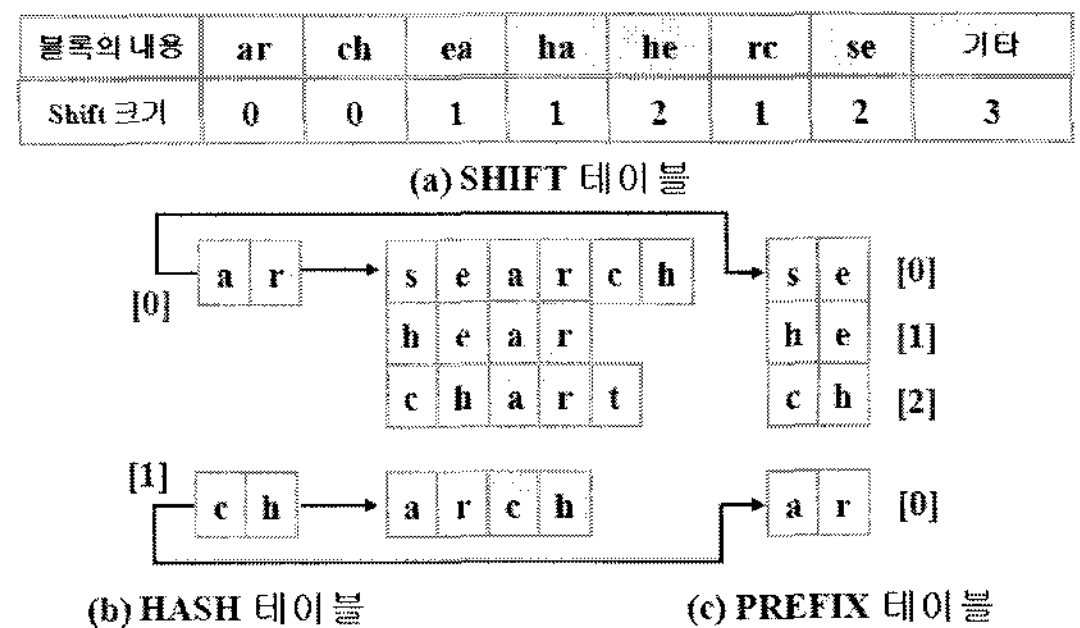 블록의 내용 ar ch ea ha he rc se 기타
Shift 크기 0 0 1 1 2 1 2 3
(a) SHIFT 테이블
a r s e a r c h s e [0]
[0]
h e a r h e [1]
c h a r t c h [2]
[1]
c h a r c h a r [0]
(b) HASH 테이블 (c) PREFIX 테이블